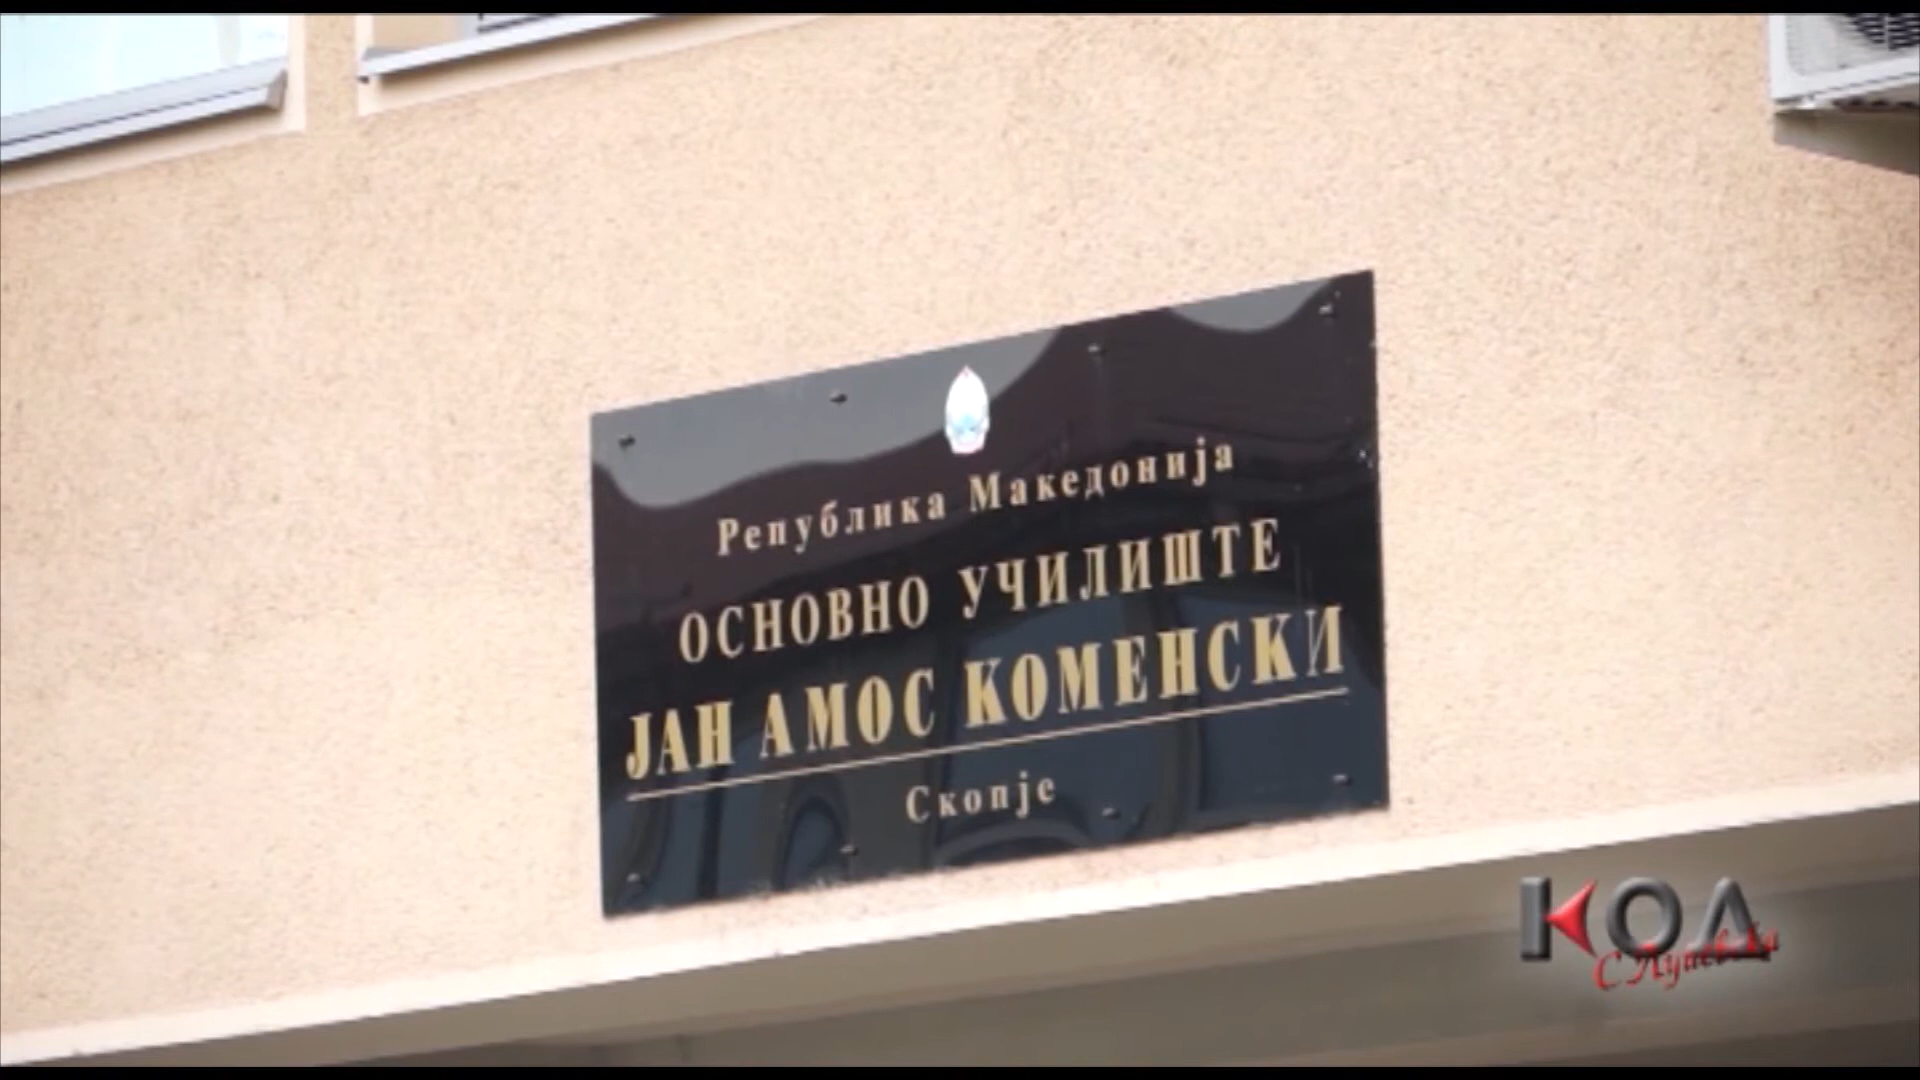 Република Македонија
ОСНОВНО УЧИЛИШТЕ
ЈАН АМОС КОМЕНСКИ
Скопје
КОД